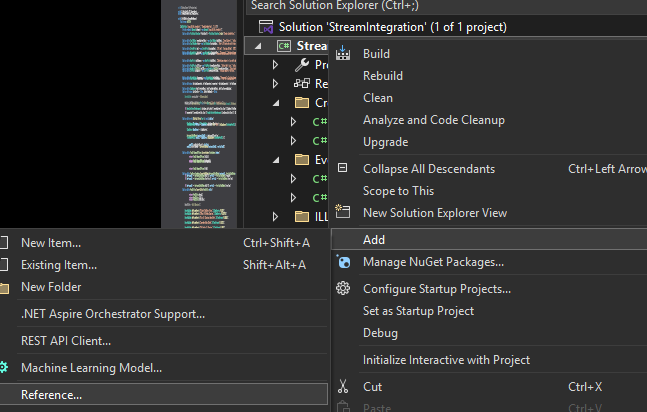 Search Solution Explorer (Ctrl+;)
Solution 'StreamIntegration' (1 of 1 project)
Strea
Pro
Re
Cr
C#
C#
Eve
C#
C#
ILL
Build
Rebuild
Clean
Analyze and Code Cleanup
Upgrade
Collapse All Descendants Ctrl+Left Arrow
Scope to This
New Solution Explorer View
Add
Manage NuGet Packages...
Configure Startup Projects...
Set as Startup Project
Debug
Initialize Interactive with Project
Cut Ctrl+X
Paste Ctrl+V
New Item... Ctrl+Shift+A
Existing Item... Shift+Alt+A
New Folder
.NET Aspire Orchestrator Support...
REST API Client...
Machine Learning Model...
Reference...